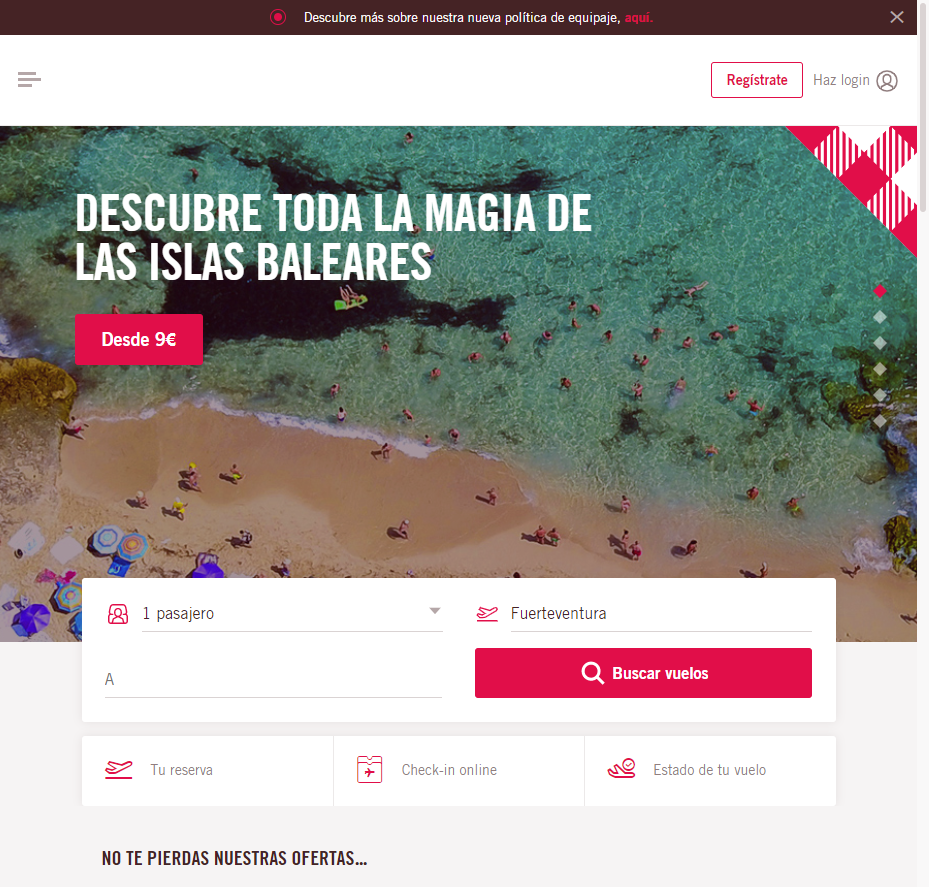 Descubre más sobre nuestra nueva política de equipaje, aquí.
Regístrate
Haz login
DESCUBRE TODA LA MAGIA DE
LAS ISLAS BALEARES
Desde 9€
1 pasajero
Fuerteventura
A
Buscar vuelos
Tu reserva
Check-in online
Estado de tu vuelo
NO TE PIERDAS NUESTRAS OFERTAS...